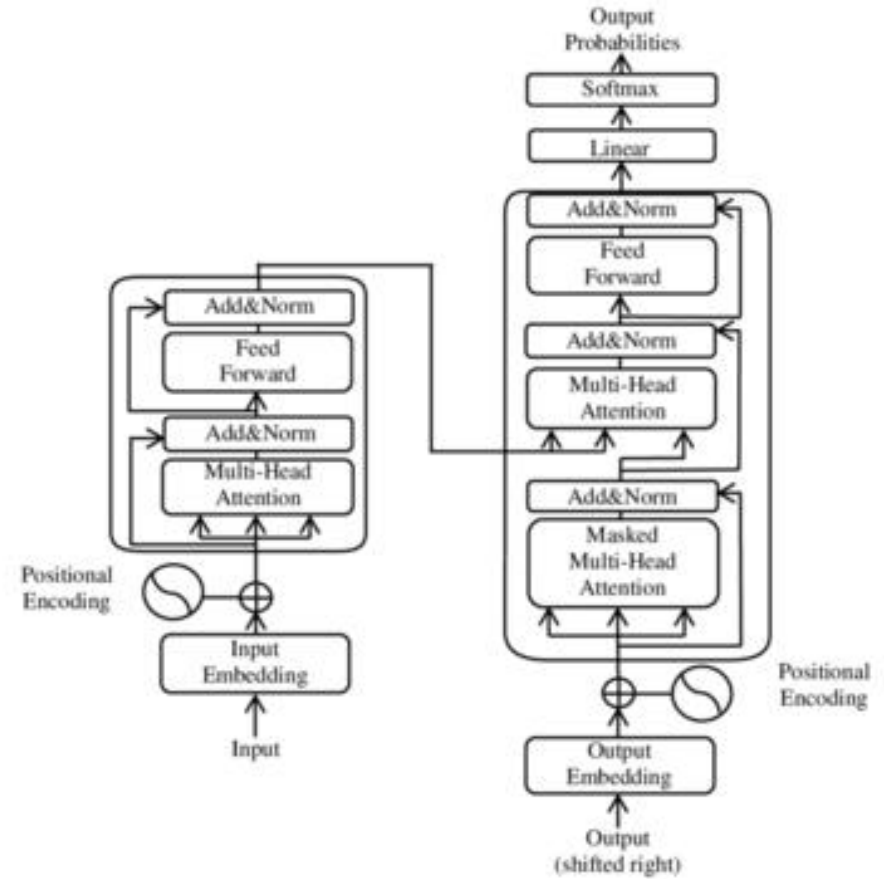 Output
Probabilities
Softmax
Linear
Add&Norm
Feed
Forward
Add&Norm
Multi-Head
Attention
Add&Norm
Masked
Multi-Head
Attention
Positional
Encoding
Output
Embedding
Output
(shifted right)
Add&Norm
Feed
Forward
Add&Norm
Multi-Head
Attention
Positional
Encoding
Input
Embedding
Input